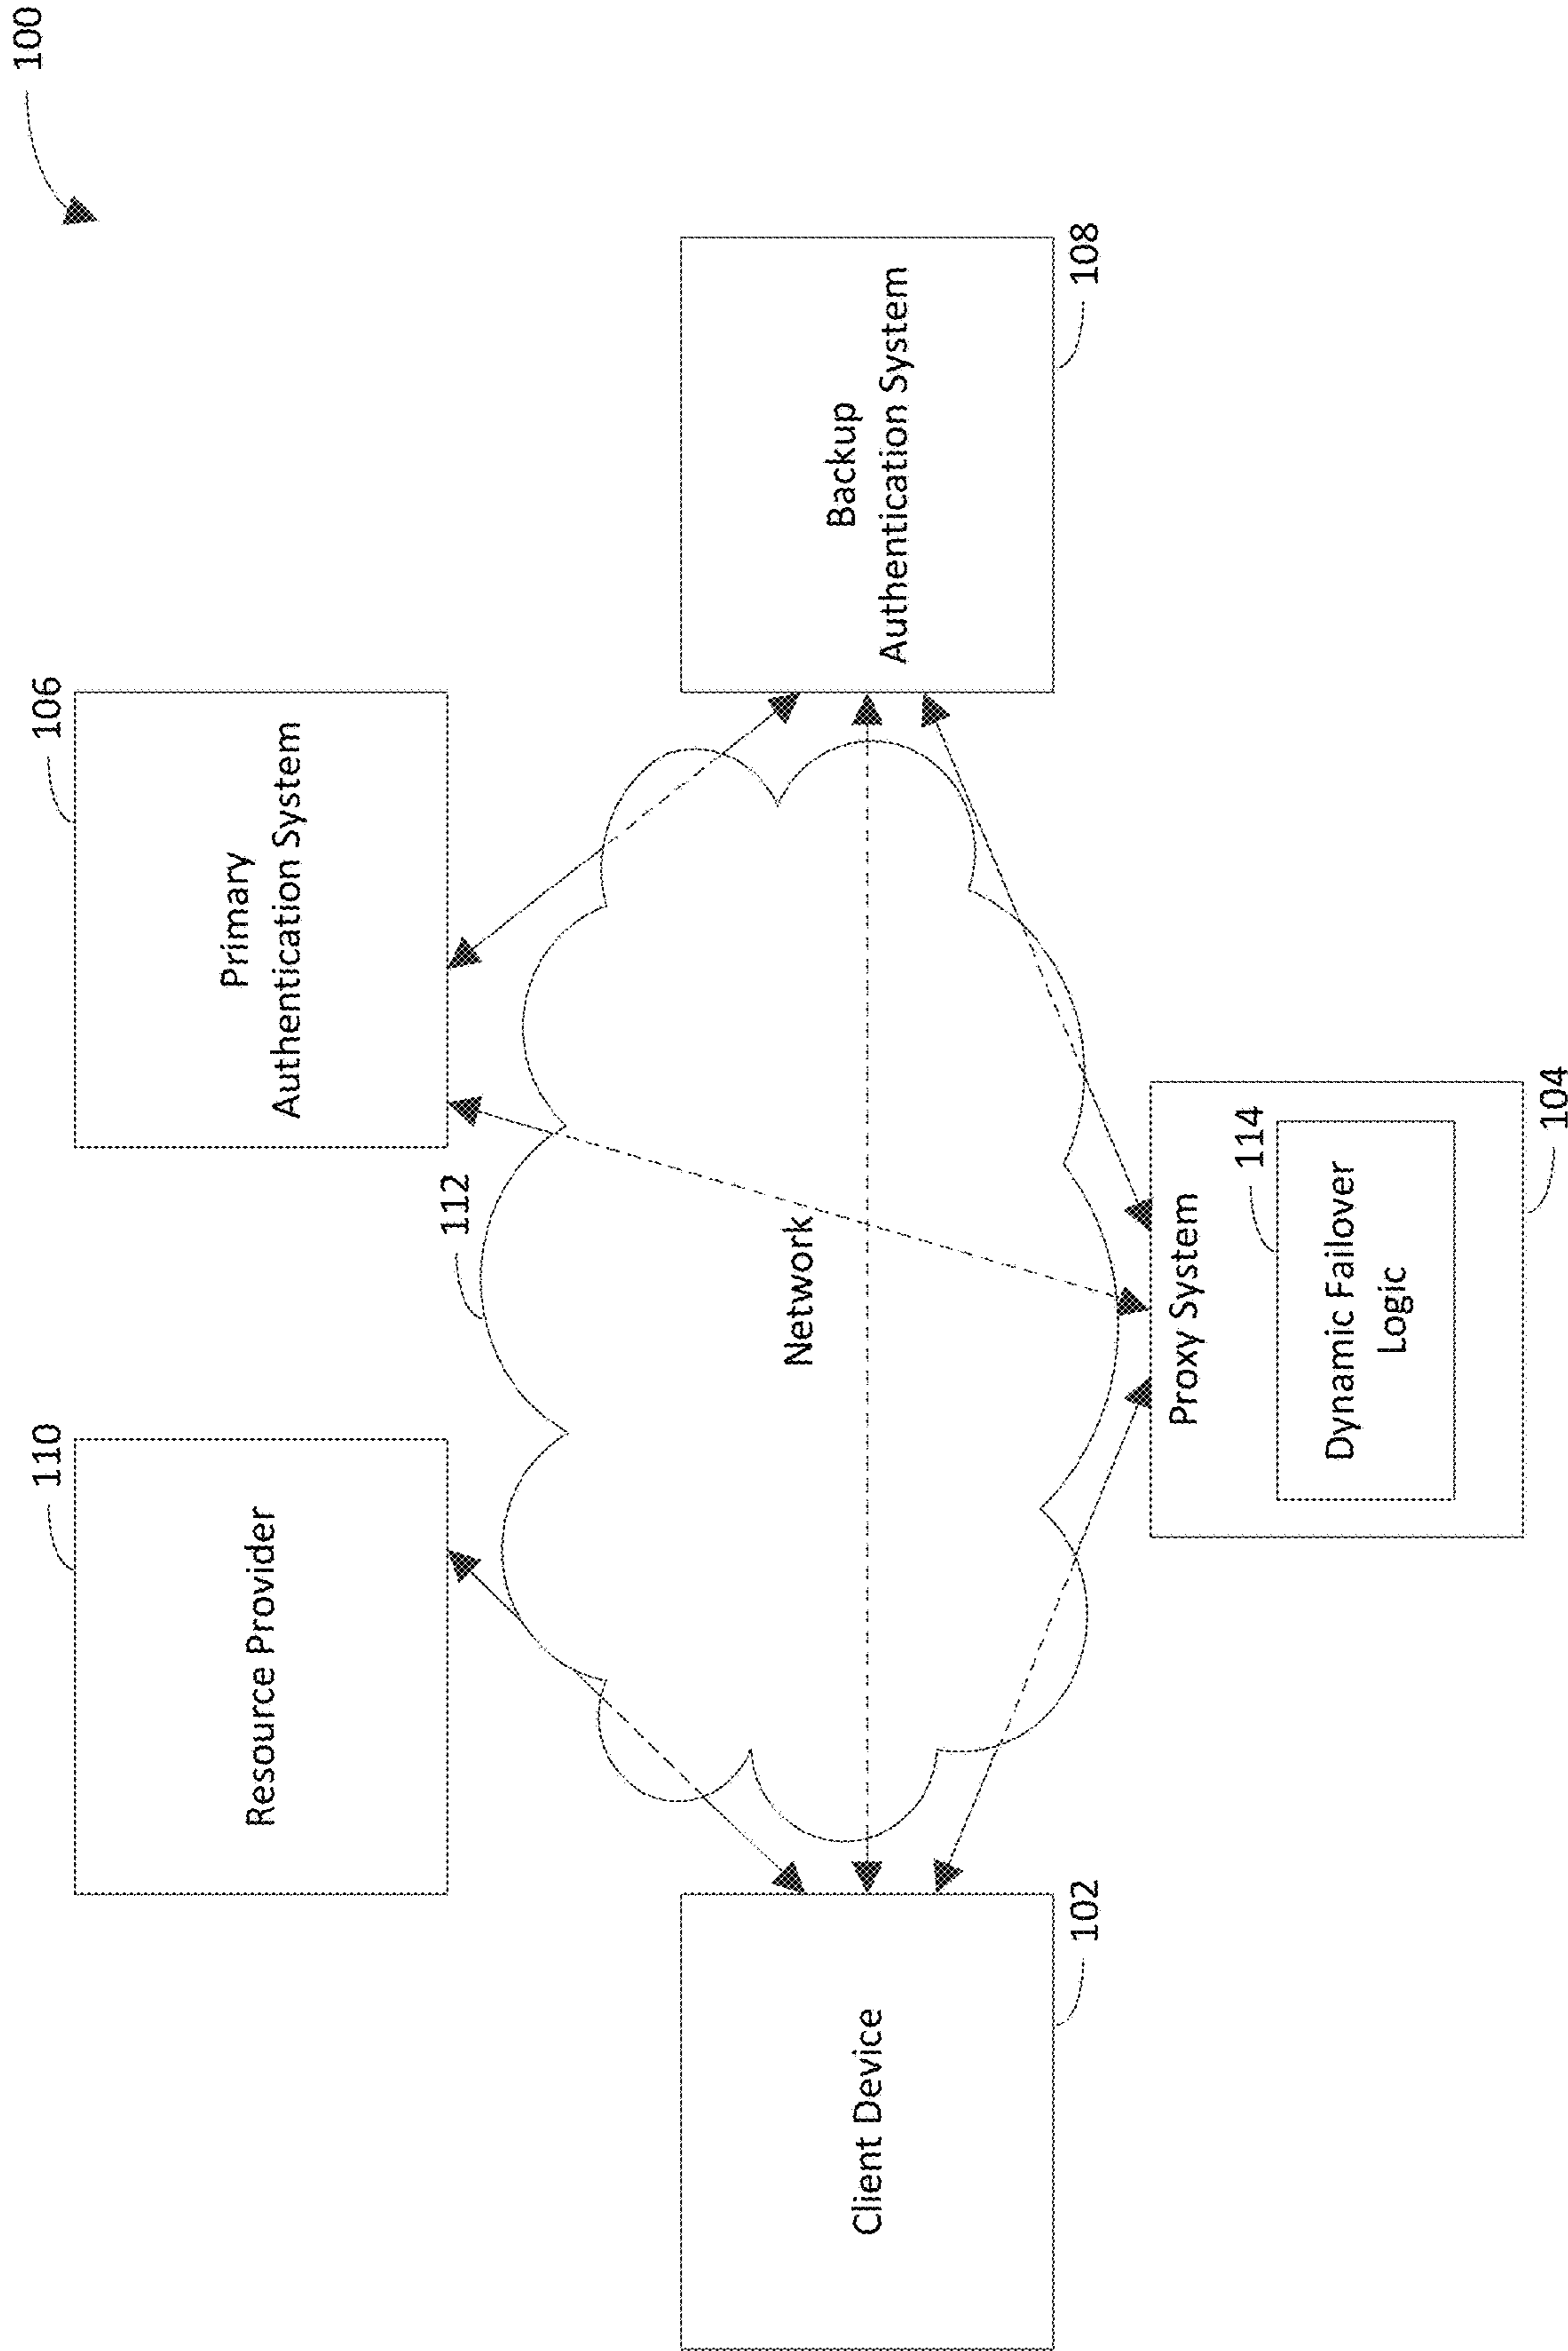 100
110
Resource Provider
106
Primary
Authentication System
112
Network
102
Client Device
108
Backup
Authentication System
Proxy System
114
Dynamic Failover
Logic
104